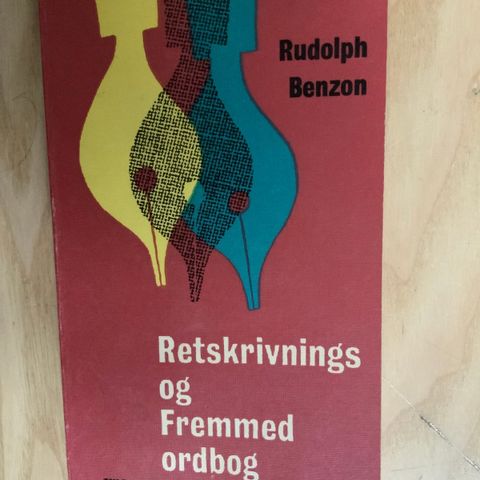 Rudolph
Benzon
Retskrivnings
og
Fremmed
ordbog